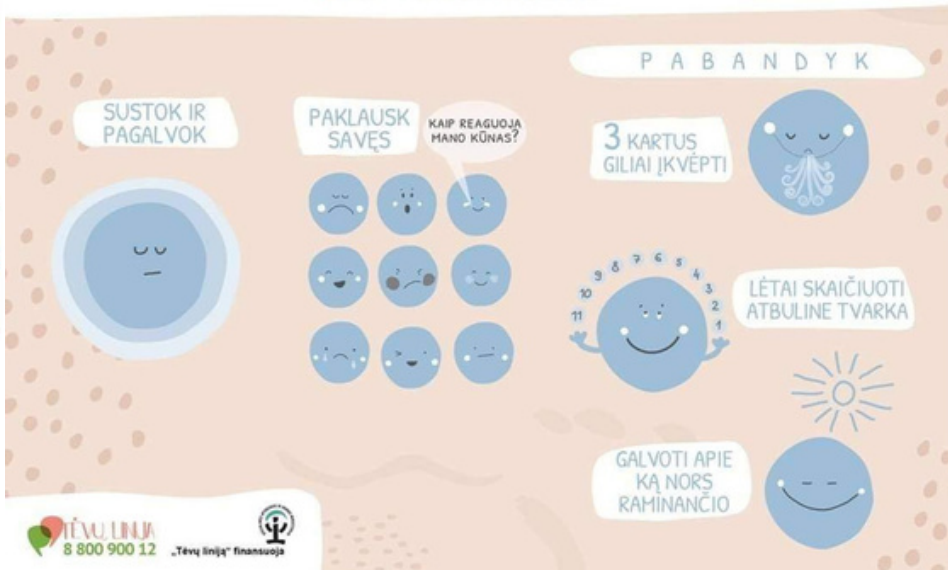 SUSTOK IR
PAGALVOK
PAKLAUSK
SAVĘS
KAIP REAGUOJA
MANO KŪNAS?
PABANDYK
3 KARTUS
GILIAI ĮKVĖPTI
11 10 9 8 7 6 5 4 3 2 1
LĖTAI SKAIČIUOTI
ATBULINE TVARKA
GALVOTI APIE
KĄ NORS
RAMINANČIO
TĖVŲ LINIJA
8 800 900 12
„Tėvų liniją" finansuoja